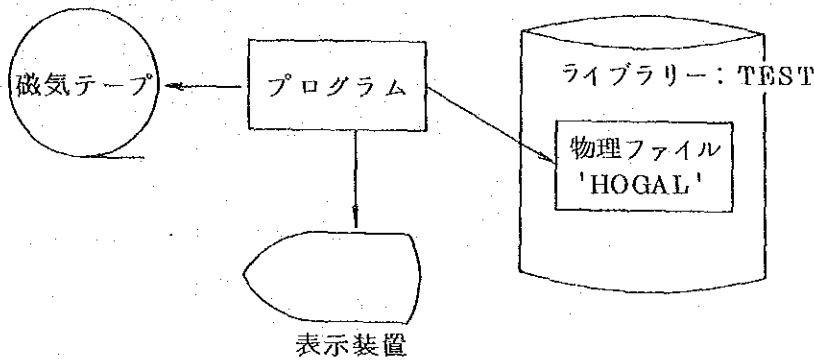 磁気テープ
プログラム
ライブラリー：TEST
物理ファイル
'HOGAL'
表示装置